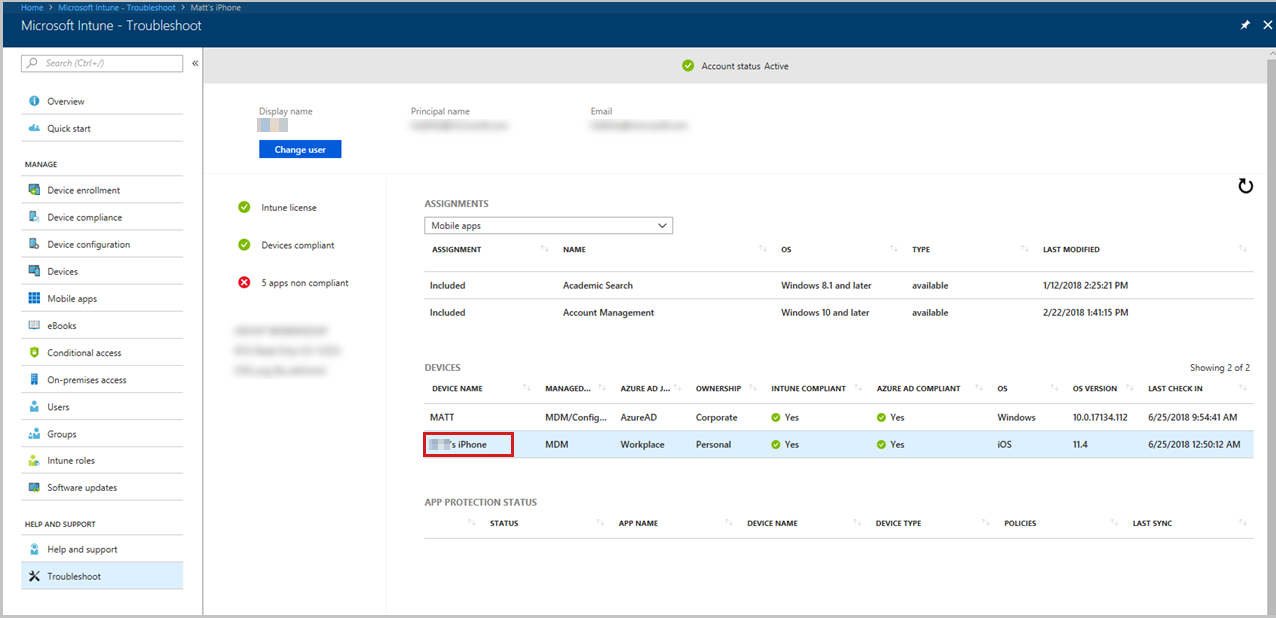 Home > Microsoft Intune - Troubleshoot > Matt's iPhone
Microsoft Intune - Troubleshoot
Search (Ctrl+/)
Overview
Quick start
MANAGE
Device enrollment
Device compliance
Device configuration
Devices
Mobile apps
eBooks
Conditional access
On-premises access
Users
Groups
Intune roles
Software updates
HELP AND SUPPORT
Help and support
Troubleshoot
Account status Active
Display name Principal name Email
Change user
Intune license
Devices compliant
5 apps non compliant
ASSIGNMENTS
Mobile apps
ASSIGNMENT NAME OS TYPE LAST MODIFIED
Included Academic Search Windows 8.1 and later available 1/12/2018 2:25:21 PM
Included Account Management Windows 10 and later available 2/22/2018 1:41:15 PM
DEVICES Showing 2 of 2
DEVICE NAME MANAGED... AZURE AD J... OWNERSHIP INTUNE COMPLIANT AZURE AD COMPLIANT OS OS VERSION LAST CHECK IN
MATT MDM/Config... AzureAD Corporate Yes Yes Windows 10.0.17134.112 6/25/2018 9:54:41 AM
's iPhone MDM Workplace Personal Yes Yes iOS 11.4 6/25/2018 12:50:12 AM
APP PROTECTION STATUS
STATUS APP NAME DEVICE NAME DEVICE TYPE POLICIES LAST SYNC